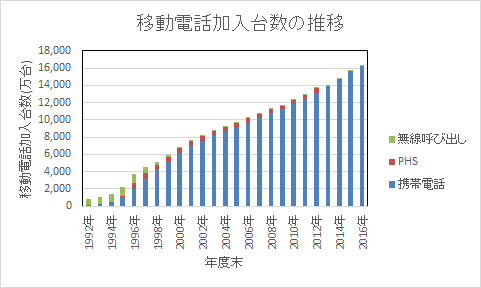 移動電話加入台数の推移
移動電話加入台数(万台)
18,000
16,000
14,000
12,000
10,000
8,000
6,000
4,000
2,000
0
1992年
1994年
1996年
1998年
2000年
2002年
2004年
2006年
2008年
2010年
2012年
2014年
2016年
年度末
無線呼び出し
PHS
携帯電話